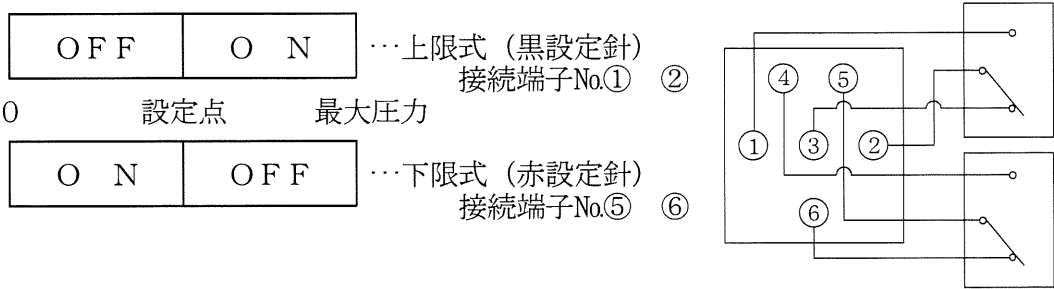 OFF ON …上限式(黒設定針)
接続端子№① ②
0 設定点 最大圧力
ON OFF …下限式(赤設定針)
接続端子№⑤ ⑥
④ ⑤
① ③ ②
⑥